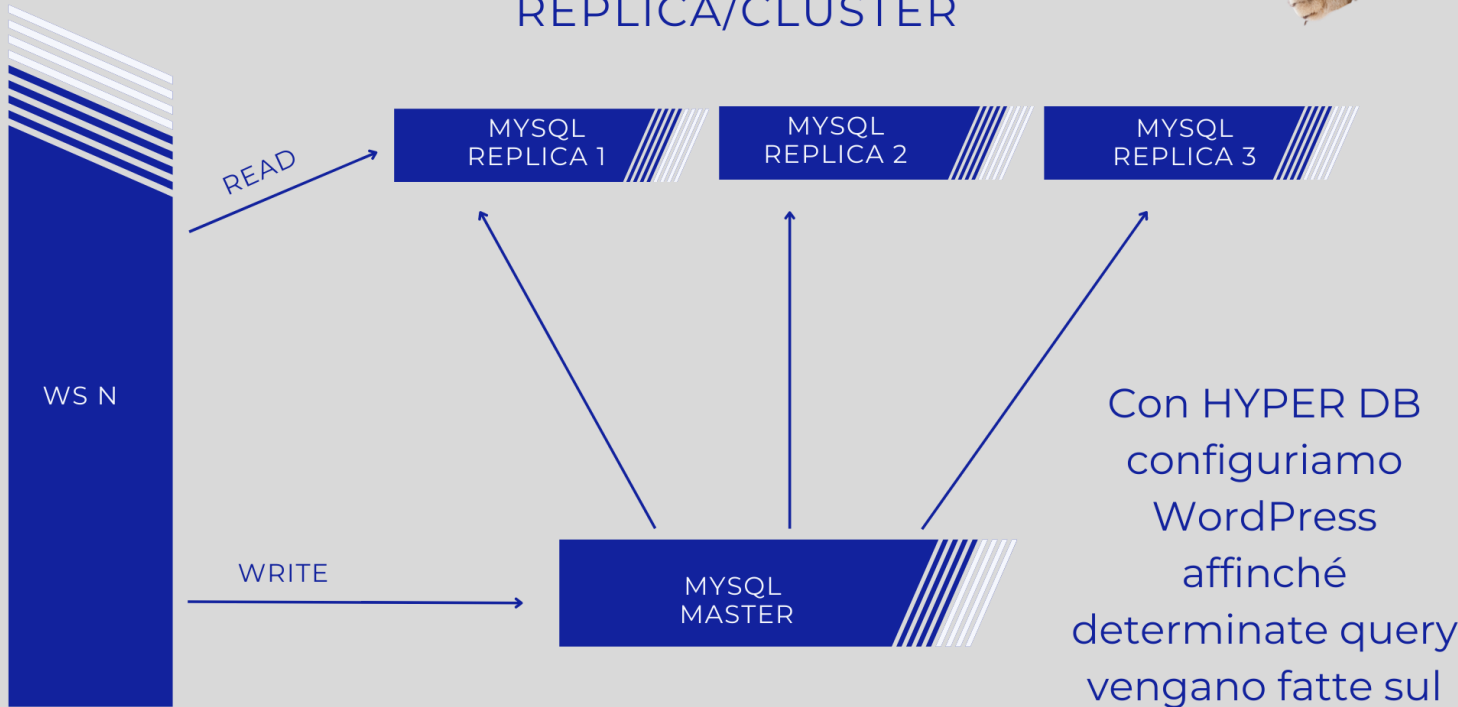 REPLICA/CLUSTER
MYSQL
REPLICA 1
MYSQL
REPLICA 2
MYSQL
REPLICA 3
READ
WS N
WRITE
MYSQL
MASTER
Con HYPER DB
configuriamo
WordPress
affinché
determinate query
vengano fatte sul